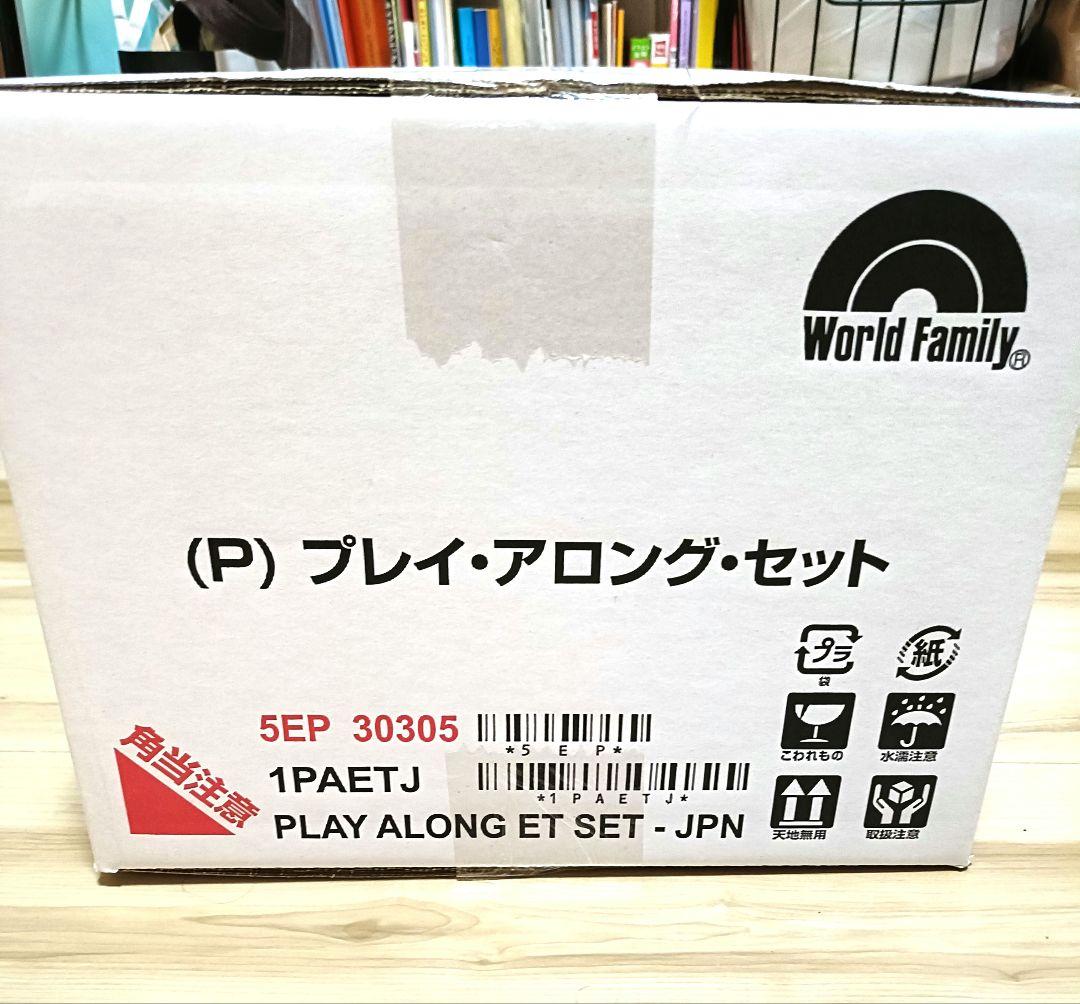 World Family®
(P) プレイ・アロング・セット
プラ
袋
紙
5EP 30305
*5EP*
こわれもの
水濡注意
角当注意
1PAETJ
*1PAETJ*
PLAY ALONG ET SET - JPN
天地無用
取扱注意